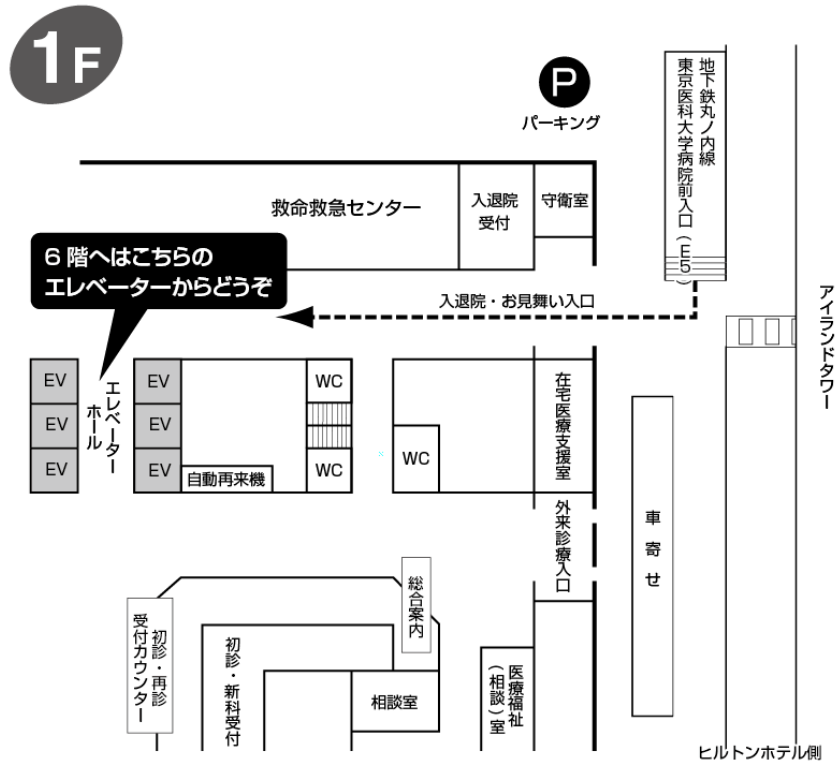 1F
P
パーキング
地下鉄丸ノ内線
東京医科大学病院前入口(E5)
救命救急センター
入退院
受付
守衛室
6階へはこちらの
エレベーターからどうぞ
入退院・お見舞い入口
アイランドタワー
EV
EV
EV
エレベーター
ホール
EV
EV
EV
自動再来機
WC
WC
WC
在宅医療支援室
外来診療入口
車寄せ
総合案内
初診・再診
受付カウンター
初診・新科受付
相談室
医療福祉
(相談)室
ヒルトンホテル側